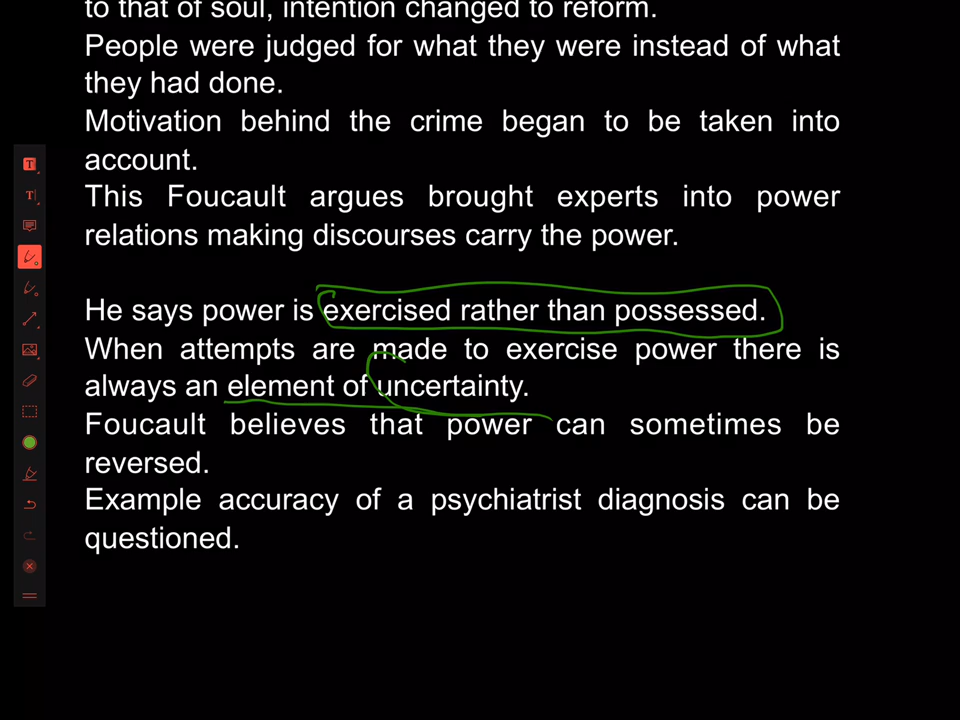 to that of soul, intention changed to reform.
People were judged for what they were instead of what
they had done.
Motivation behind the crime began to be taken into
account.
This Foucault argues brought experts into power
relations making discourses carry the power.
He says power is exercised rather than possessed.
When attempts are made to exercise power there is
always an element of uncertainty.
Foucault believes that power can sometimes be
reversed.
Example accuracy of a psychiatrist diagnosis can be
questioned.